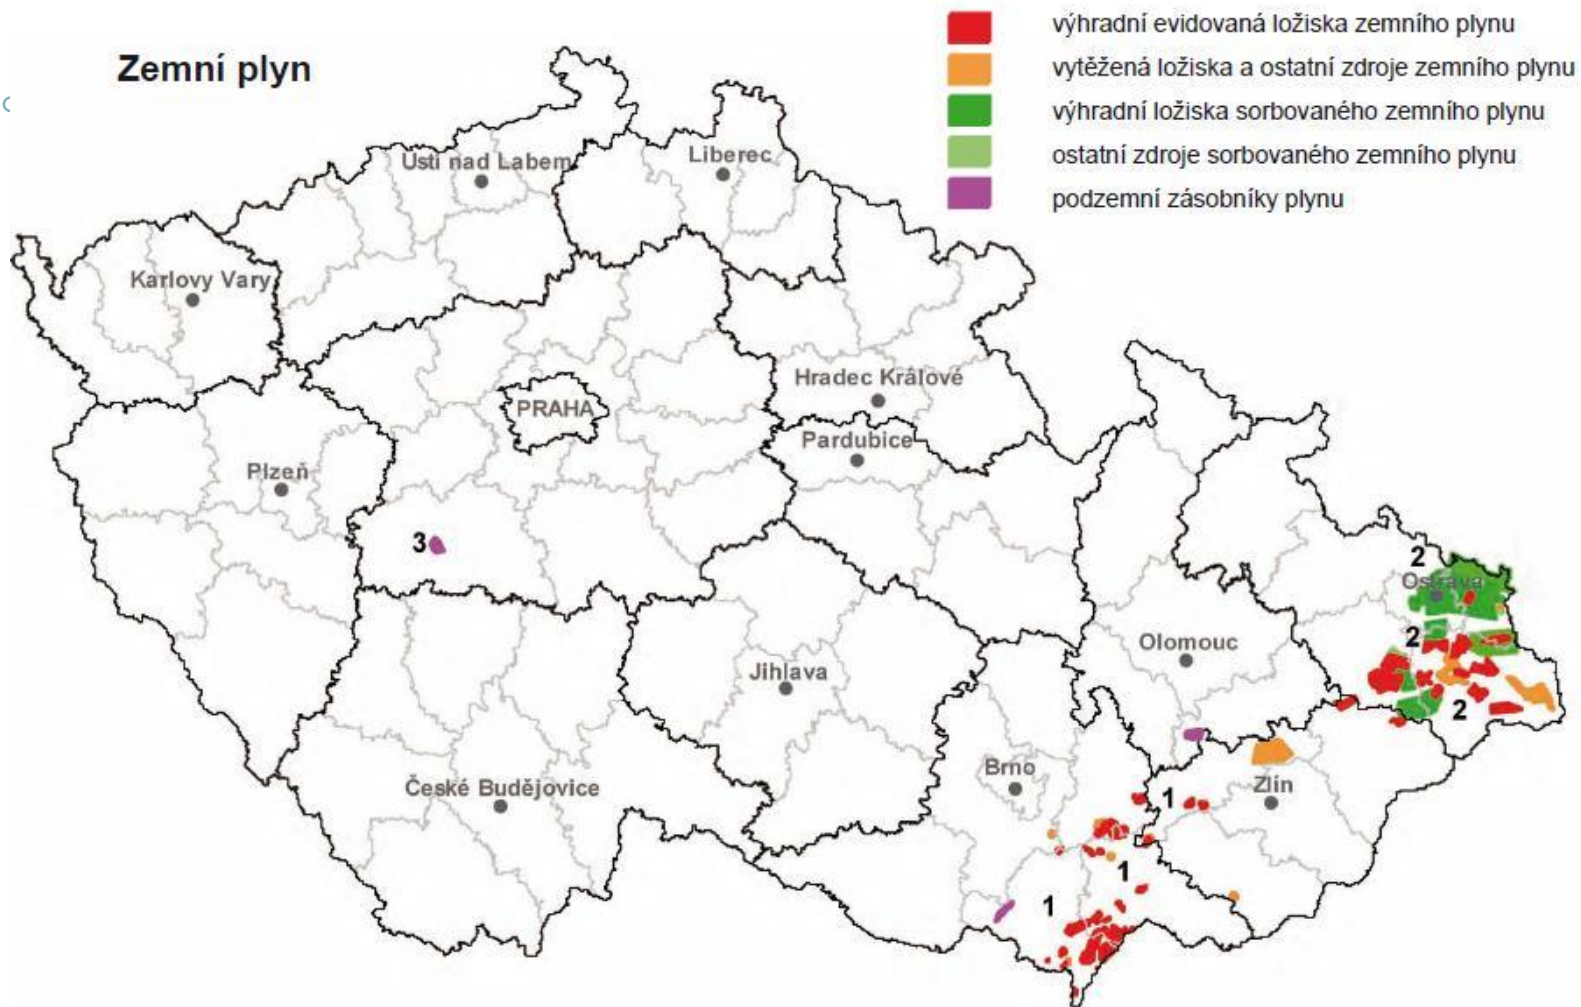 Zemní plyn
výhradní evidovaná ložiska zemního plynu
vytěžená ložiska a ostatní zdroje zemního plynu
výhradní ložiska sorbovaného zemního plynu
ostatní zdroje sorbovaného zemního plynu
podzemní zásobníky plynu
Ústí nad Labem
Liberec
Karlovy Vary
Hradec Králové
PRAHA
Pardubice
Plzeň
3
2
Ostrava
2
Olomouc
Jihlava
2
Brno
Zlín
České Budějovice
1
1
1